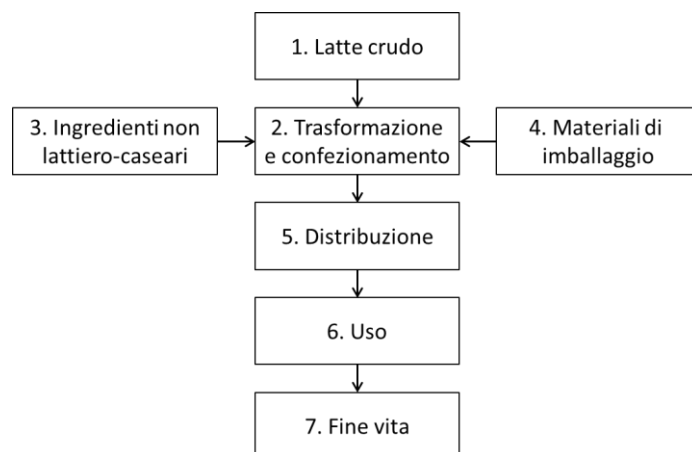 1. Latte crudo
3. Ingredienti non
lattiero-caseari
2. Trasformazione
e confezionamento
4. Materiali di
imballaggio
5. Distribuzione
6. Uso
7. Fine vita